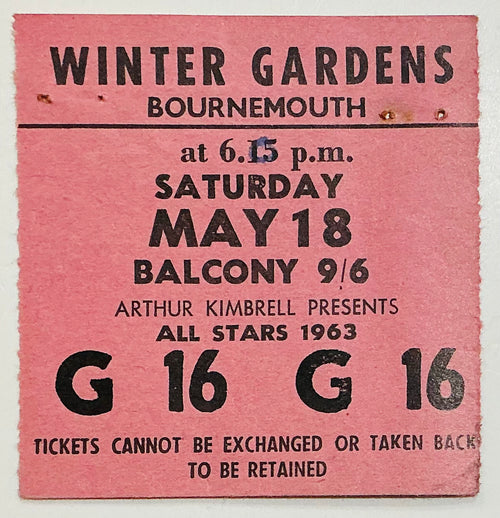 WINTER GARDENS
BOURNEMOUTH
at 6.15 p.m.
SATURDAY
MAY 18
BALCONY 9/6
ARTHUR KIMBRELL PRESENTS
ALL STARS 1963
G 16 G 16
TICKETS CANNOT BE EXCHANGED OR TAKEN BACK
TO BE RETAINED